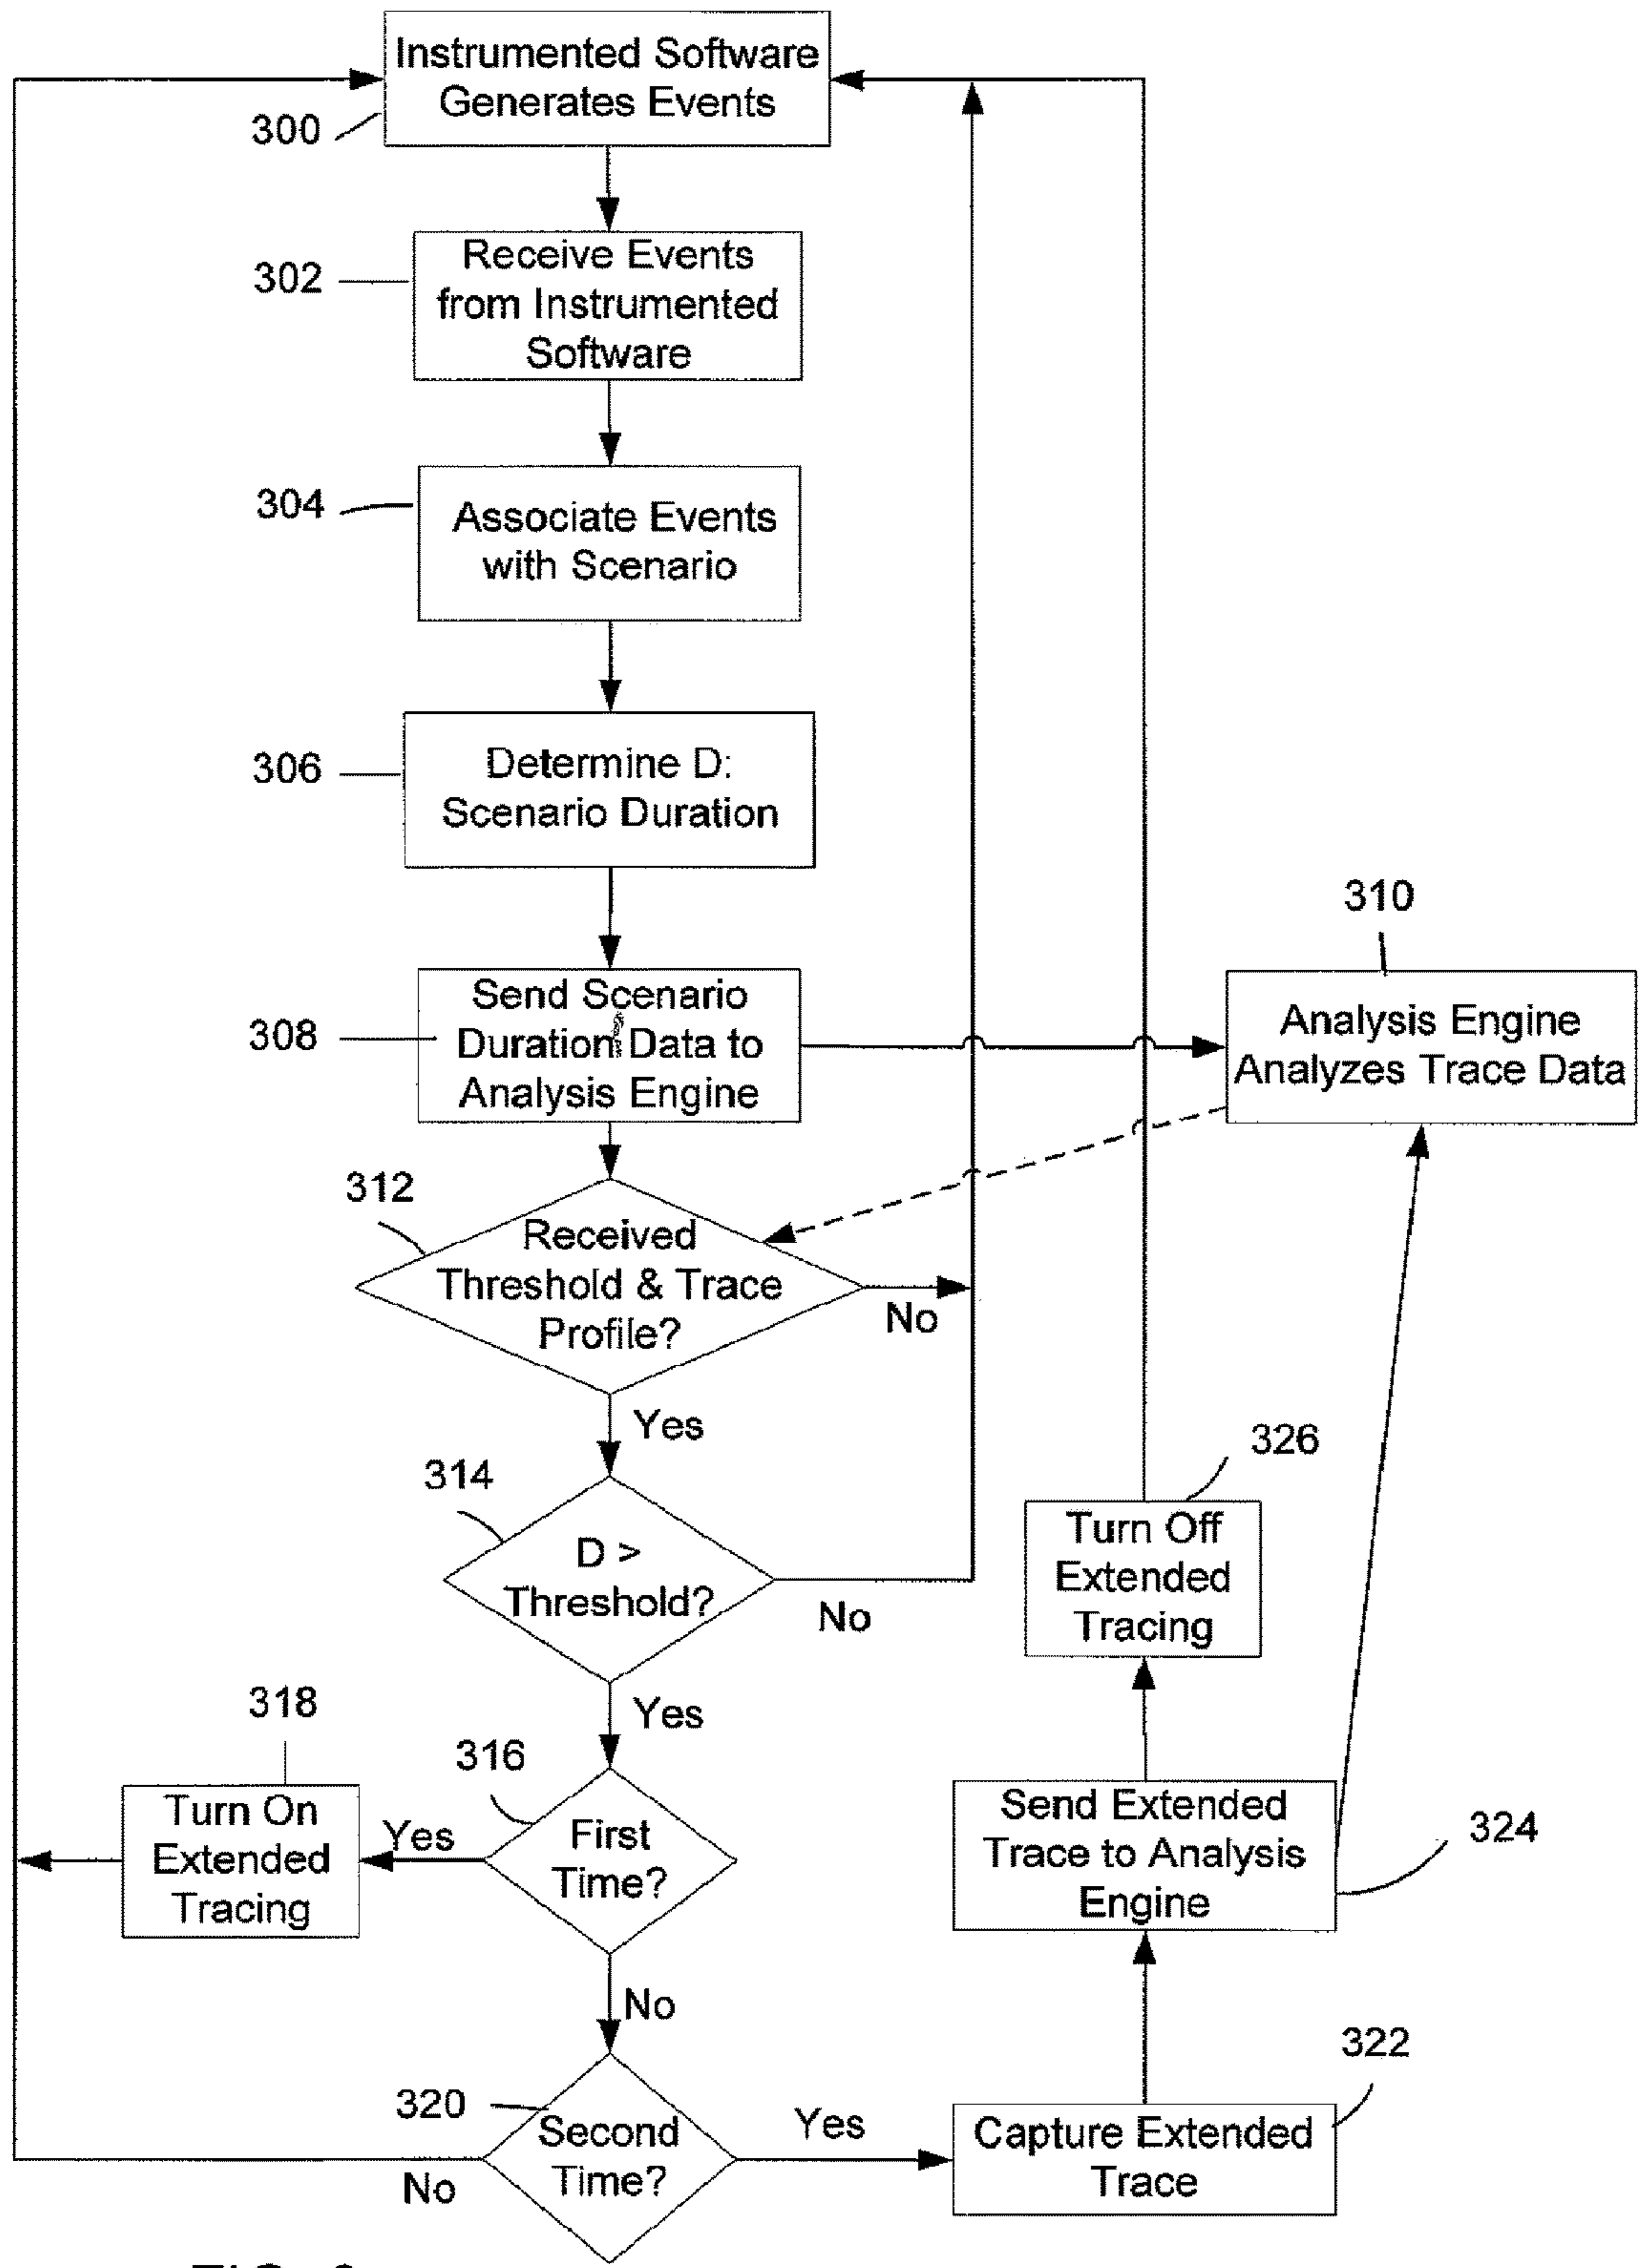 Instrumented Software
Generates Events
300
302
Receive Events
from Instrumented
Software
304
Associate Events
with Scenario
306
Determine D:
Scenario Duration
308
Send Scenario
Duration Data to
Analysis Engine
310
Analysis Engine
Analyzes Trace Data
312
Received
Threshold & Trace
Profile?
No
Yes
314
D >
Threshold?
No
Yes
316
First
Time?
Yes
318
Turn On
Extended
Tracing
No
320
Second
Time?
No
Yes
322
Capture Extended
Trace
324
Send Extended
Trace to Analysis
Engine
326
Turn Off
Extended
Tracing